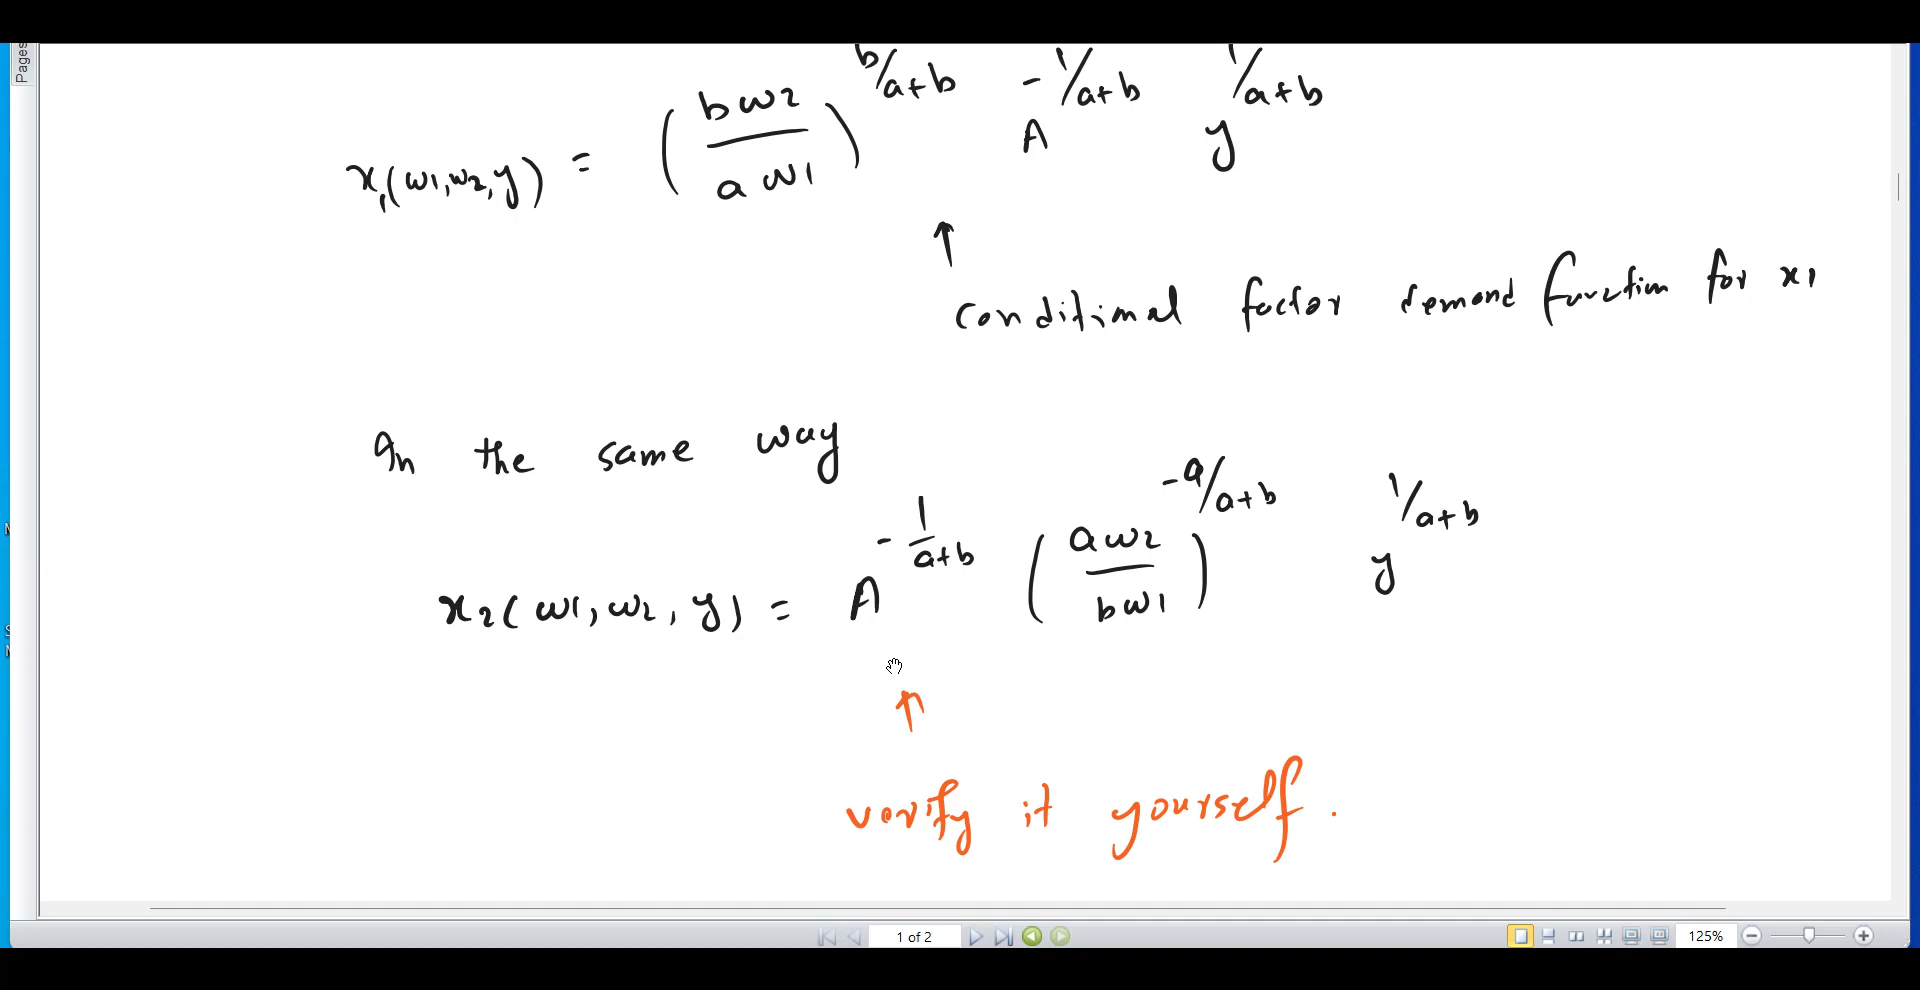 Pages
x1(w1,w2,y) = (bw2/aw1)^b/a+b A^-1/a+b y^1/a+b
↑
conditional factor demand function for x1
In the same way
x2(w1,w2,y) = A^-1/a+b (aw2/bw1)^-a/a+b y^1/a+b
↑
verify it yourself.
1 of 2
125%